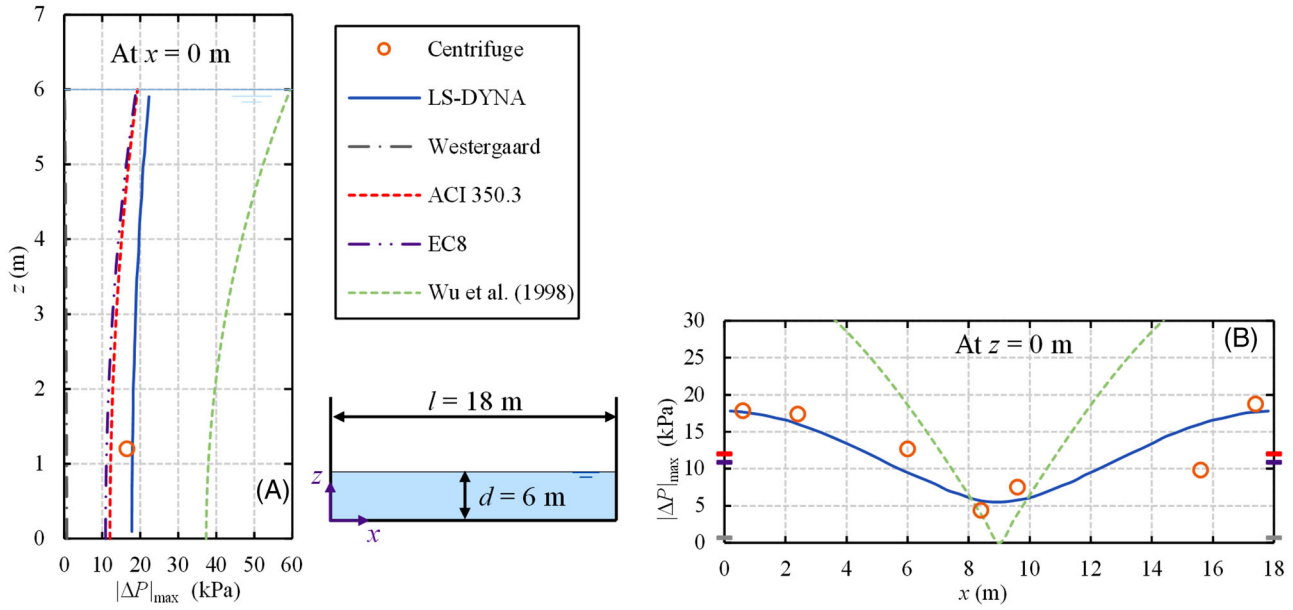 7
6
5
4
3
2
1
0
z (m)
At x = 0 m
(A)
0 10 20 30 40 50 60
|ΔP|max (kPa)
Centrifuge
LS-DYNA
Westergaard
ACI 350.3
EC8
Wu et al. (1998)
l = 18 m
z
d = 6 m
x
30
25
20
15
10
5
0
|ΔP|max (kPa)
At z = 0 m
(B)
0 2 4 6 8 10 12 14 16 18
x (m)